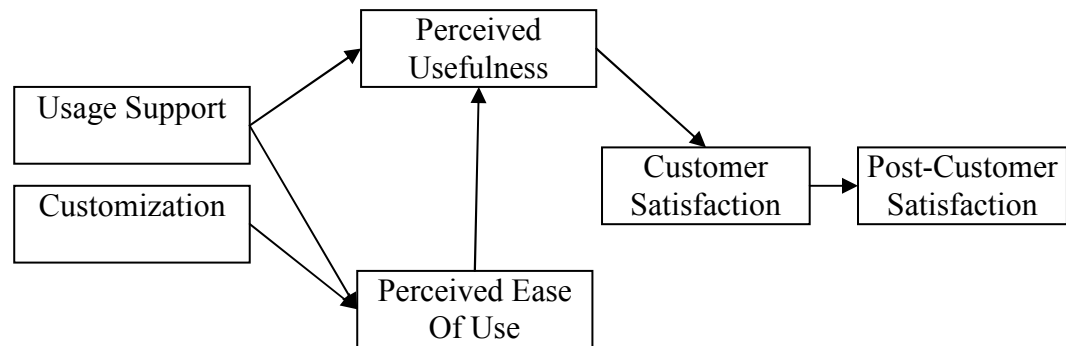 Perceived
Usefulness
Usage Support
Customization
Customer
Satisfaction
Post-Customer
Satisfaction
Perceived Ease
Of Use